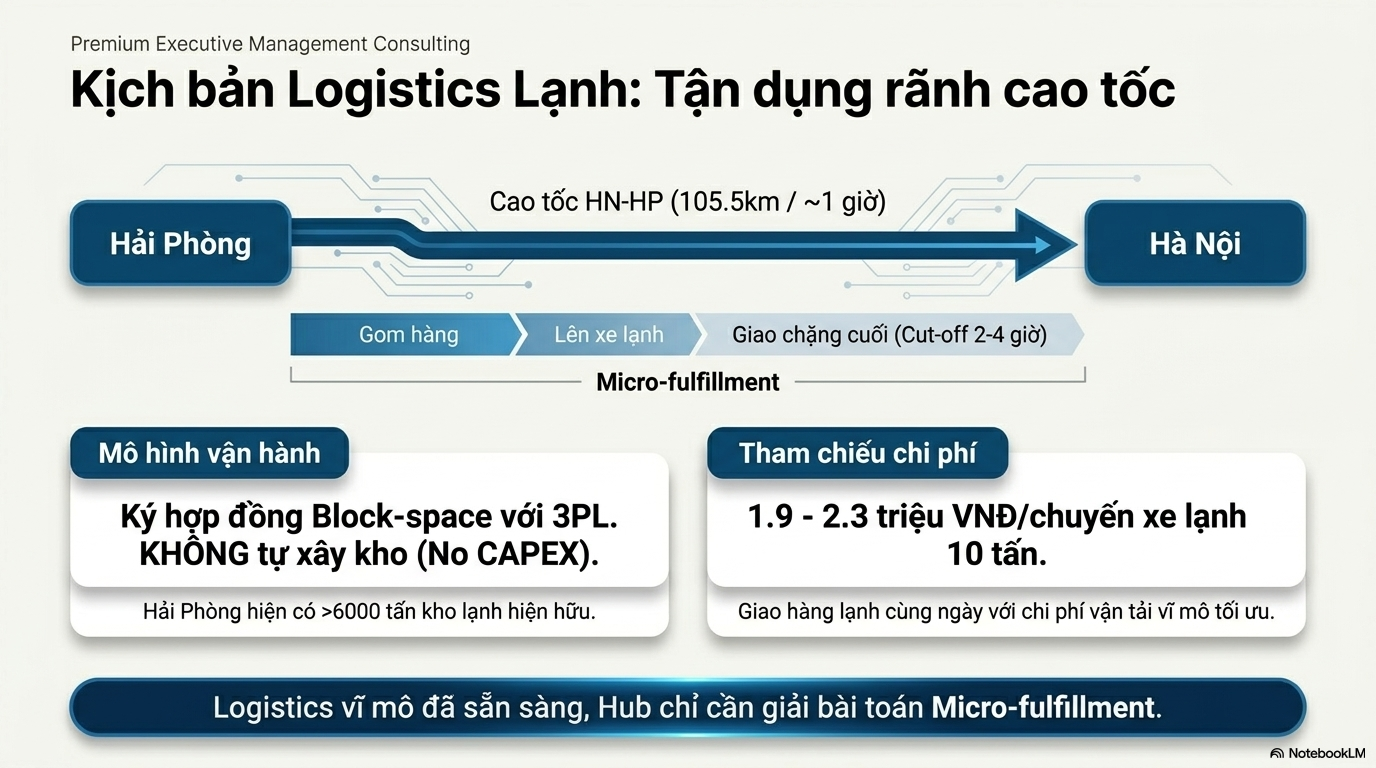 Premium Executive Management Consulting
Kịch bản Logistics Lạnh: Tận dụng rãnh cao tốc
Cao tốc HN-HP (105.5km / ~1 giờ)
Hải Phòng
Hà Nội
Gom hàng
Lên xe lạnh
Giao chặng cuối (Cut-off 2-4 giờ)
Micro-fulfillment
Mô hình vận hành
Ký hợp đồng Block-space với 3PL.
KHÔNG tự xây kho (No CAPEX).
Hải Phòng hiện có >6000 tấn kho lạnh hiện hữu.
Tham chiếu chi phí
1.9 - 2.3 triệu VNĐ/chuyến xe lạnh
10 tấn.
Giao hàng lạnh cùng ngày với chi phí vận tải vĩ mô tối ưu.
Logistics vĩ mô đã sẵn sàng, Hub chỉ cần giải bài toán Micro-fulfillment.
NotebookLM